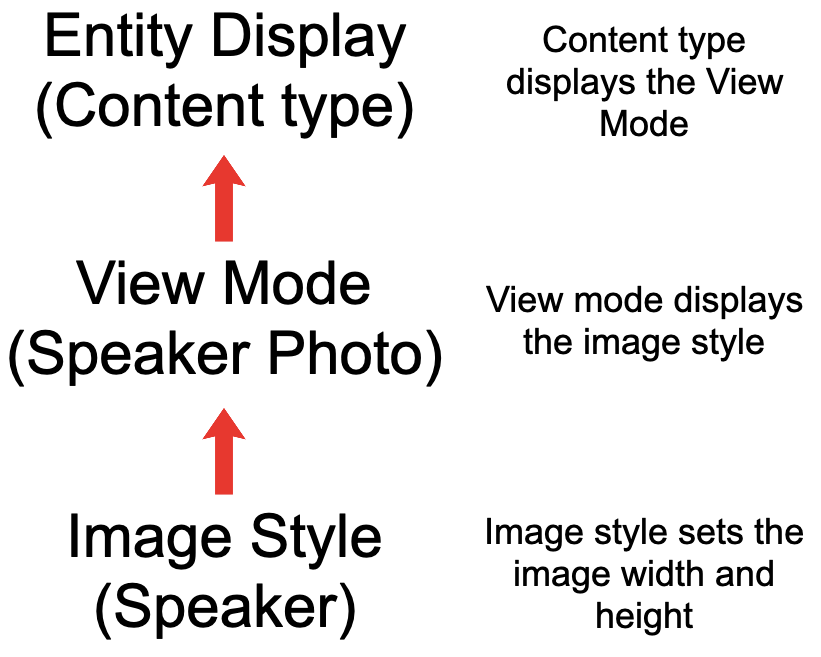 Entity Display
(Content type)
Content type
displays the View
Mode
View Mode
(Speaker Photo)
View mode displays
the image style
Image Style
(Speaker)
Image style sets the
image width and
height